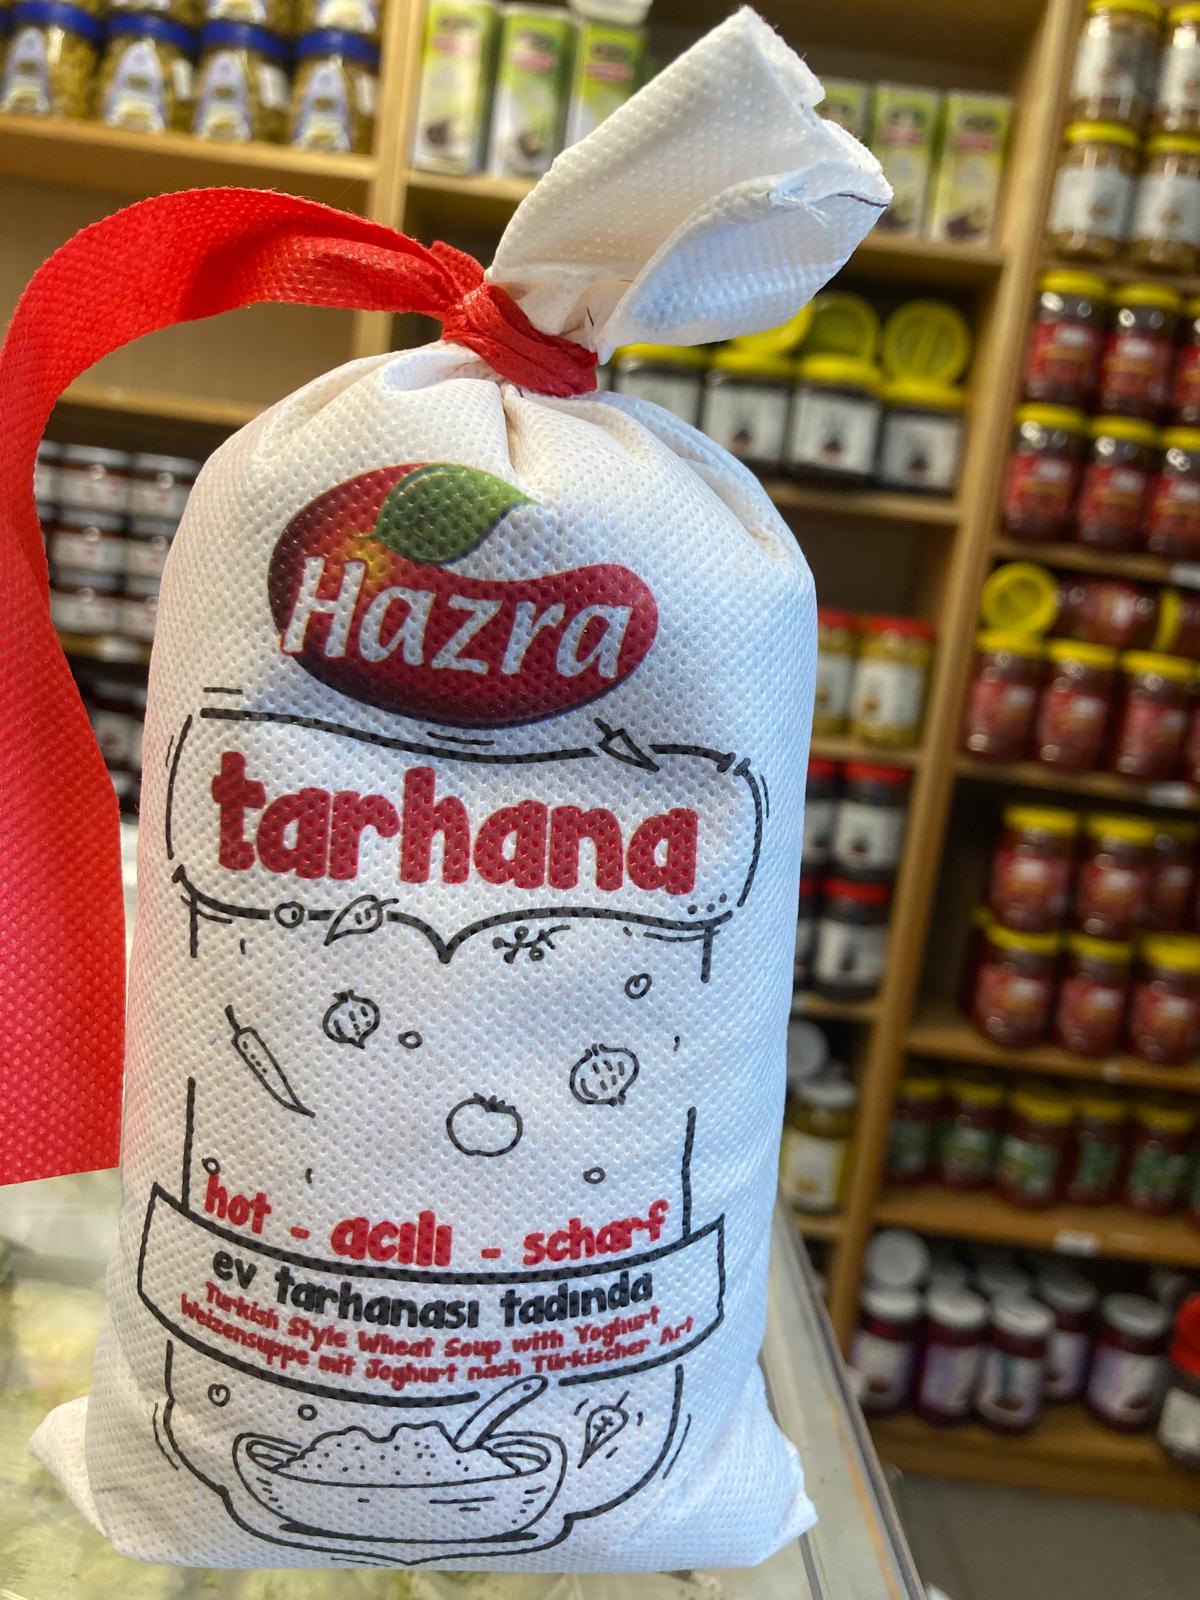 Hazra
tarhana
hot - acılı - scharf
ev tarhanası tadında
Turkish Style Wheat Soup with Yoghurt
Weizensuppe mit Joghurt nach Türkischer Art